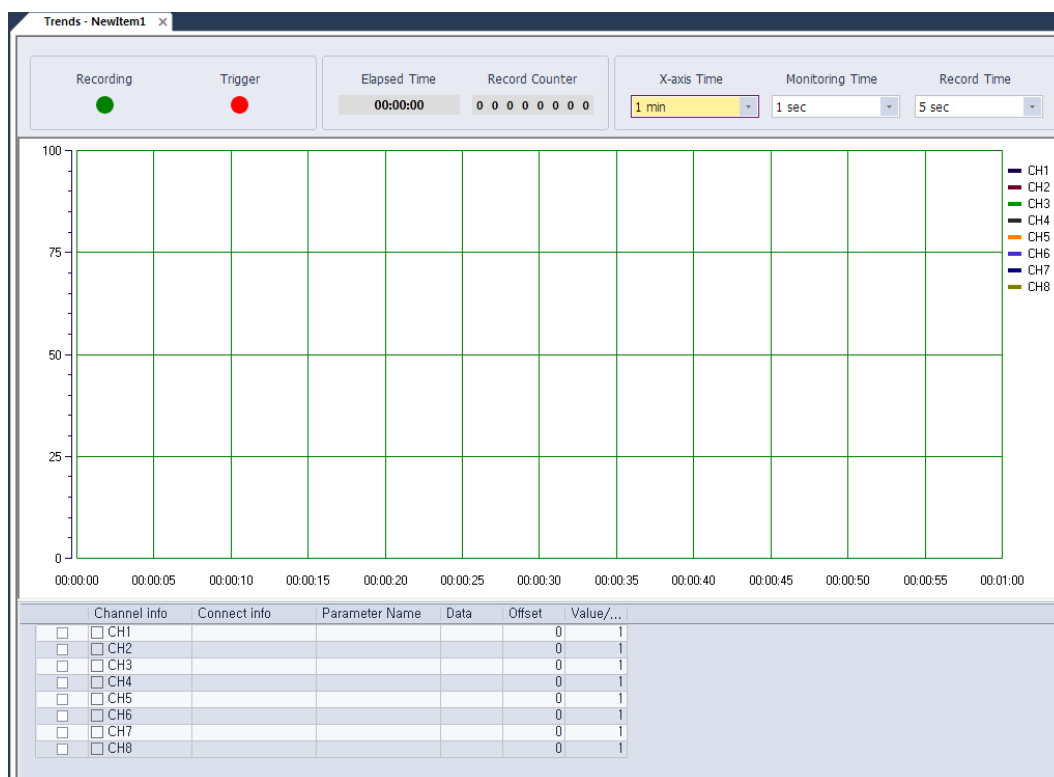 Trends - NewItem1
Recording Trigger Elapsed Time Record Counter X-axis Time Monitoring Time Record Time
00:00:00 0 0 0 0 0 0 0 0 1 min 1 sec 5 sec
100
75
50
25
0
CH1
CH2
CH3
CH4
CH5
CH6
CH7
CH8
00:00:00 00:00:05 00:00:10 00:00:15 00:00:20 00:00:25 00:00:30 00:00:35 00:00:40 00:00:45 00:00:50 00:00:55 00:01:00
Channel info Connect info Parameter Name Data Offset Value/...
CH1 0 1
CH2 0 1
CH3 0 1
CH4 0 1
CH5 0 1
CH6 0 1
CH7 0 1
CH8 0 1